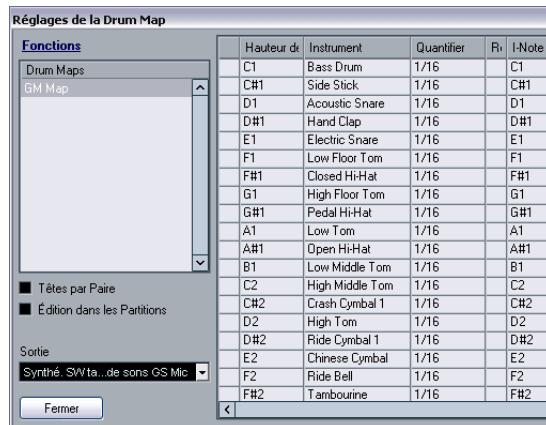 Réglages de la Drum Map
Fonctions
Drum Maps
GM Map
Têtes par Paire
Édition dans les Partitions
Sortie
Synthé. SW ta...de sons GS Mic
Fermer
Hauteur de Instrument Quantifier I-Note
C1 Bass Drum 1/16 C1
C#1 Side Stick 1/16 C#1
D1 Acoustic Snare 1/16 D1
D#1 Hand Clap 1/16 D#1
E1 Electric Snare 1/16 E1
F1 Low Floor Tom 1/16 F1
F#1 Closed Hi-Hat 1/16 F#1
G1 High Floor Tom 1/16 G1
G#1 Pedal Hi-Hat 1/16 G#1
A1 Low Tom 1/16 A1
A#1 Open Hi-Hat 1/16 A#1
B1 Low Middle Tom 1/16 B1
C2 High Middle Tom 1/16 C2
C#2 Crash Cymbal 1 1/16 C#2
D2 High Tom 1/16 D2
D#2 Ride Cymbal 1 1/16 D#2
E2 Chinese Cymbal 1/16 E2
F2 Ride Bell 1/16 F2
F#2 Tambourine 1/16 F#2